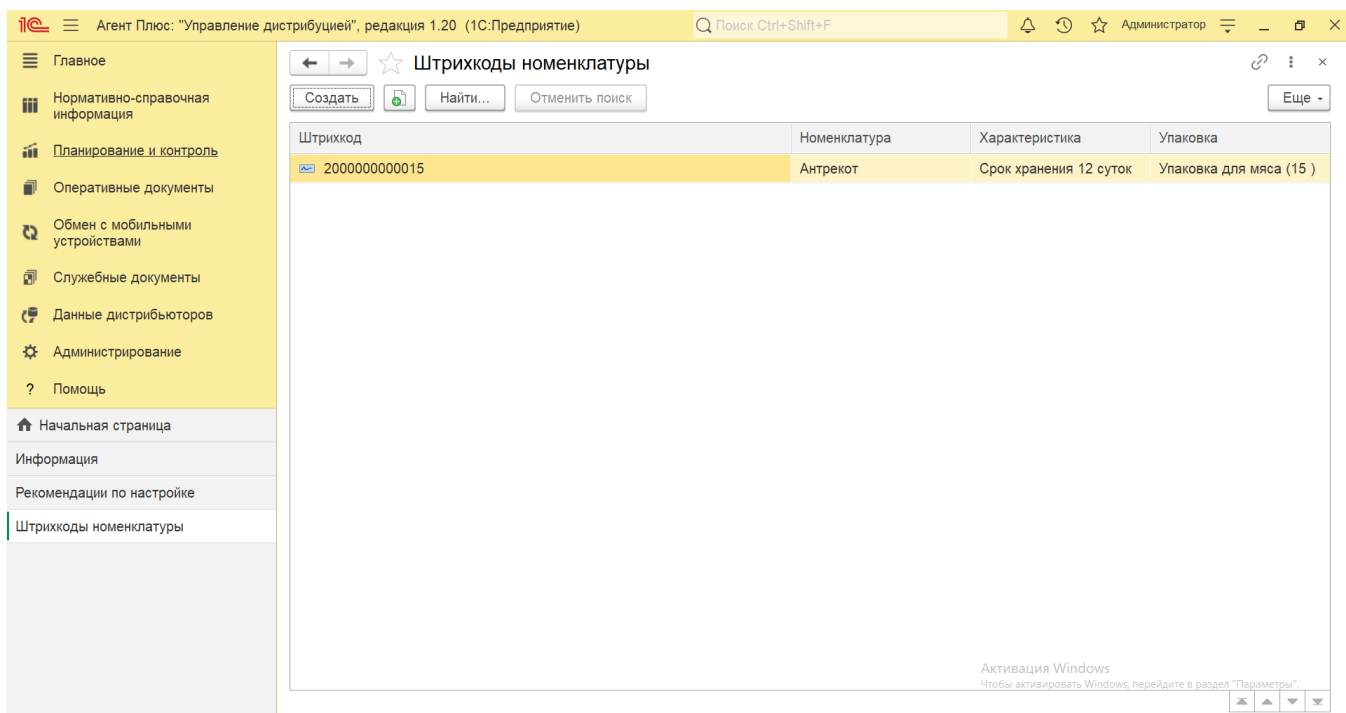 1С Агент Плюс: "Управление дистрибуцией", редакция 1.20 (1С:Предприятие) Поиск Ctrl+Shift+F Администратор
Главное
Нормативно-справочная
информация
Планирование и контроль
Оперативные документы
Обмен с мобильными
устройствами
Служебные документы
Данные дистрибьюторов
Администрирование
? Помощь
Начальная страница
Информация
Рекомендации по настройке
Штрихкоды номенклатуры
Штрихкоды номенклатуры
Создать Найти... Отменить поиск Еще
Штрихкод Номенклатура Характеристика Упаковка
2000000000015 Антрекот Срок хранения 12 суток Упаковка для мяса (15 )
Активация Windows
Чтобы активировать Windows, перейдите в раздел "Параметры".